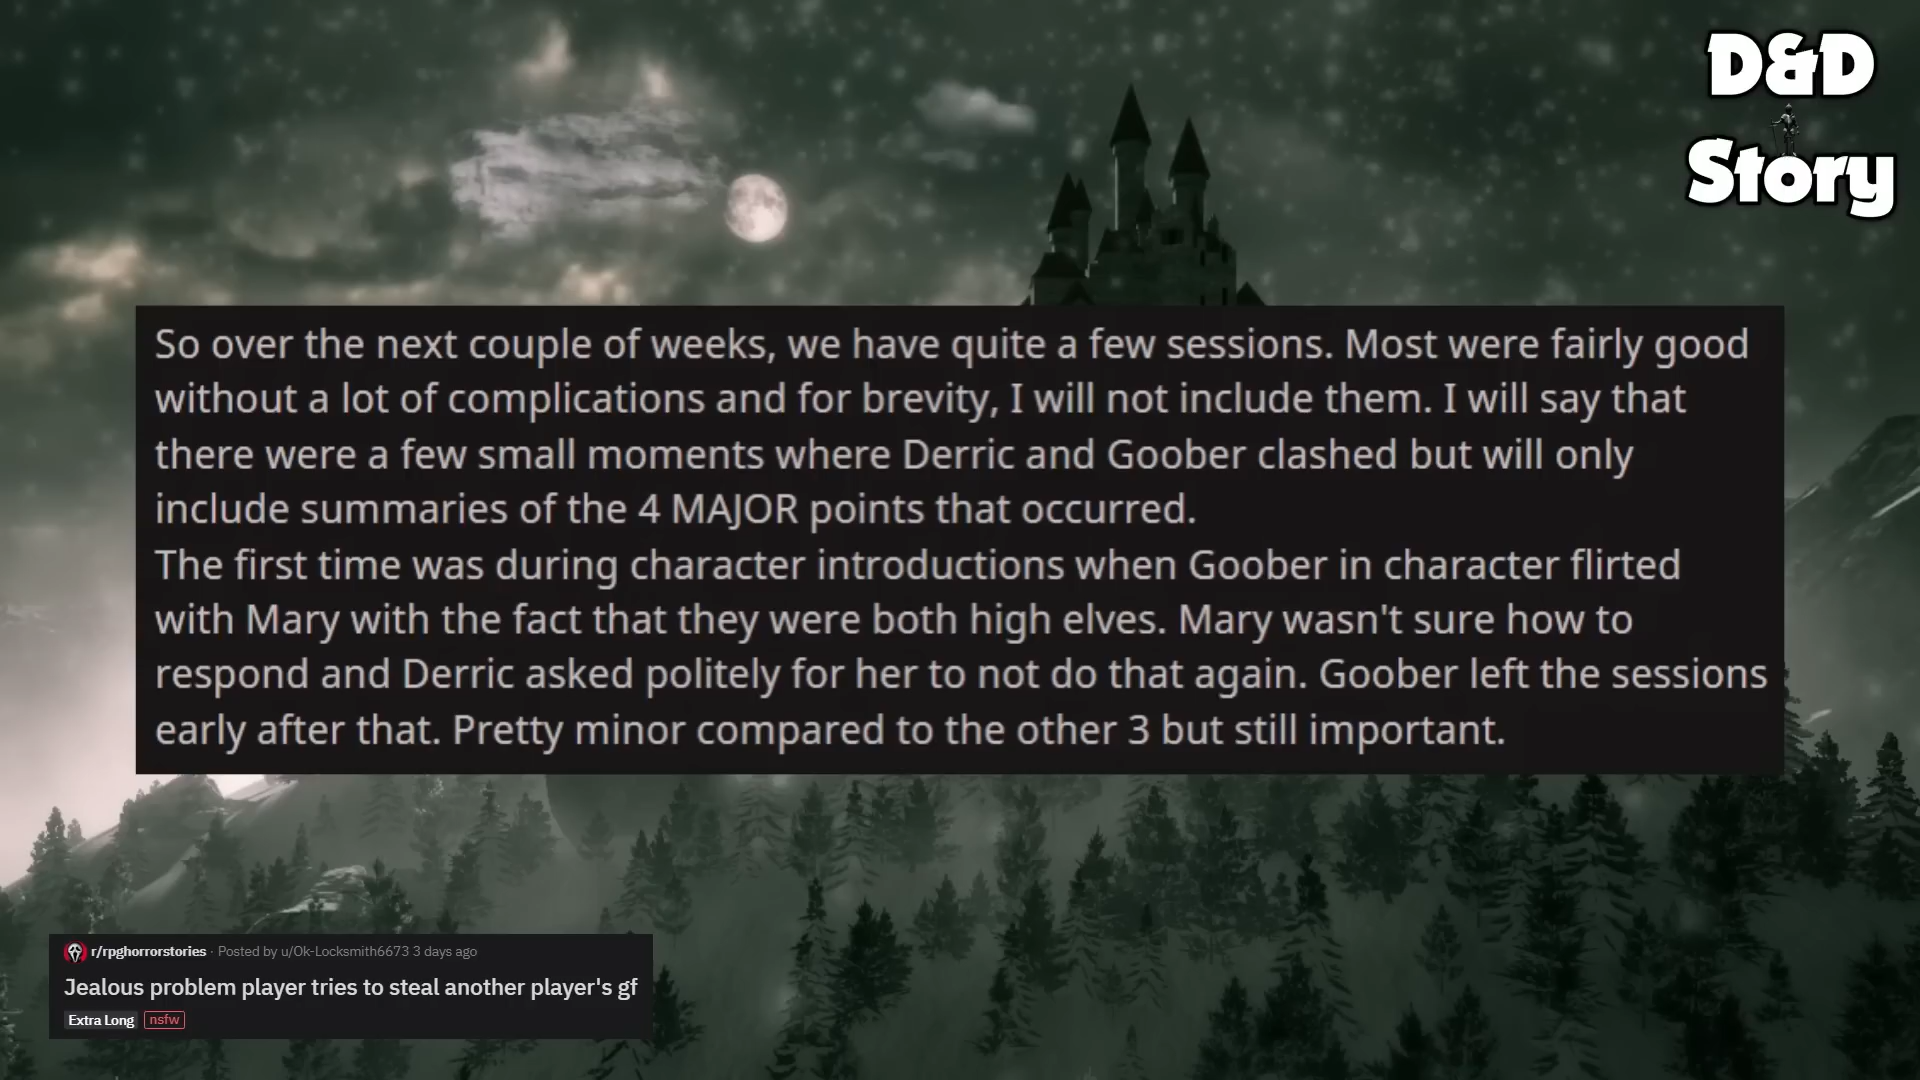 D&D
Story
So over the next couple of weeks, we have quite a few sessions. Most were fairly good
without a lot of complications and for brevity, I will not include them. I will say that
there were a few small moments where Derric and Goober clashed but will only
include summaries of the 4 MAJOR points that occurred.
The first time was during character introductions when Goober in character flirted
with Mary with the fact that they were both high elves. Mary wasn't sure how to
respond and Derric asked politely for her to not do that again. Goober left the sessions
early after that. Pretty minor compared to the other 3 but still important.
r/rpghorrorstories · Posted by u/Ok-Locksmith6673 3 days ago
Jealous problem player tries to steal another player's gf
Extra Long nsfw